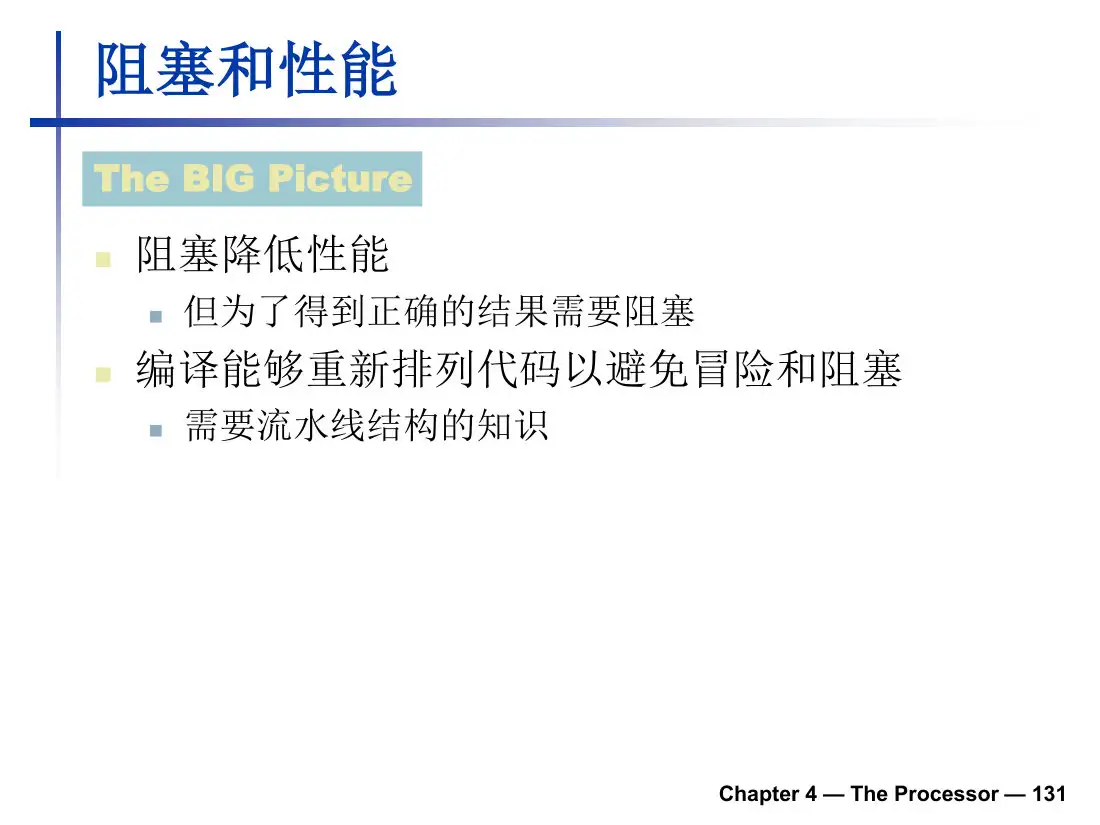 阻塞和性能
The BIG Picture
阻塞降低性能
但为了得到正确的结果需要阻塞
编译能够重新排列代码以避免冒险和阻塞
需要流水线结构的知识
Chapter 4 — The Processor — 131